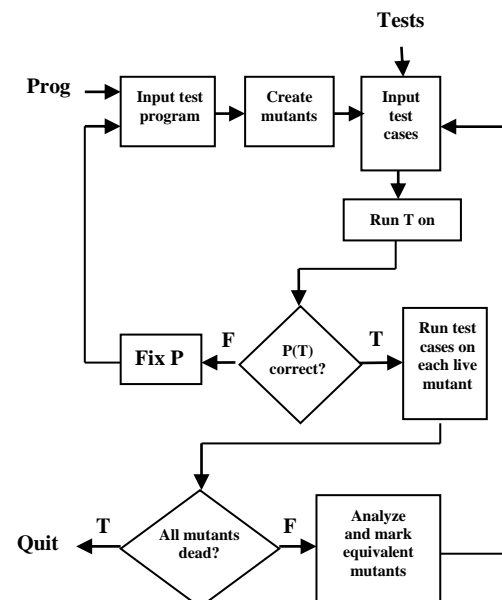 Tests
Prog
Input test
program
Create
mutants
Input
test
cases
Run T on
F
P(T)
correct?
T
Fix P
Run test
cases on
each live
mutant
T
All mutants
dead?
F
Quit
Analyze
and mark
equivalent
mutants